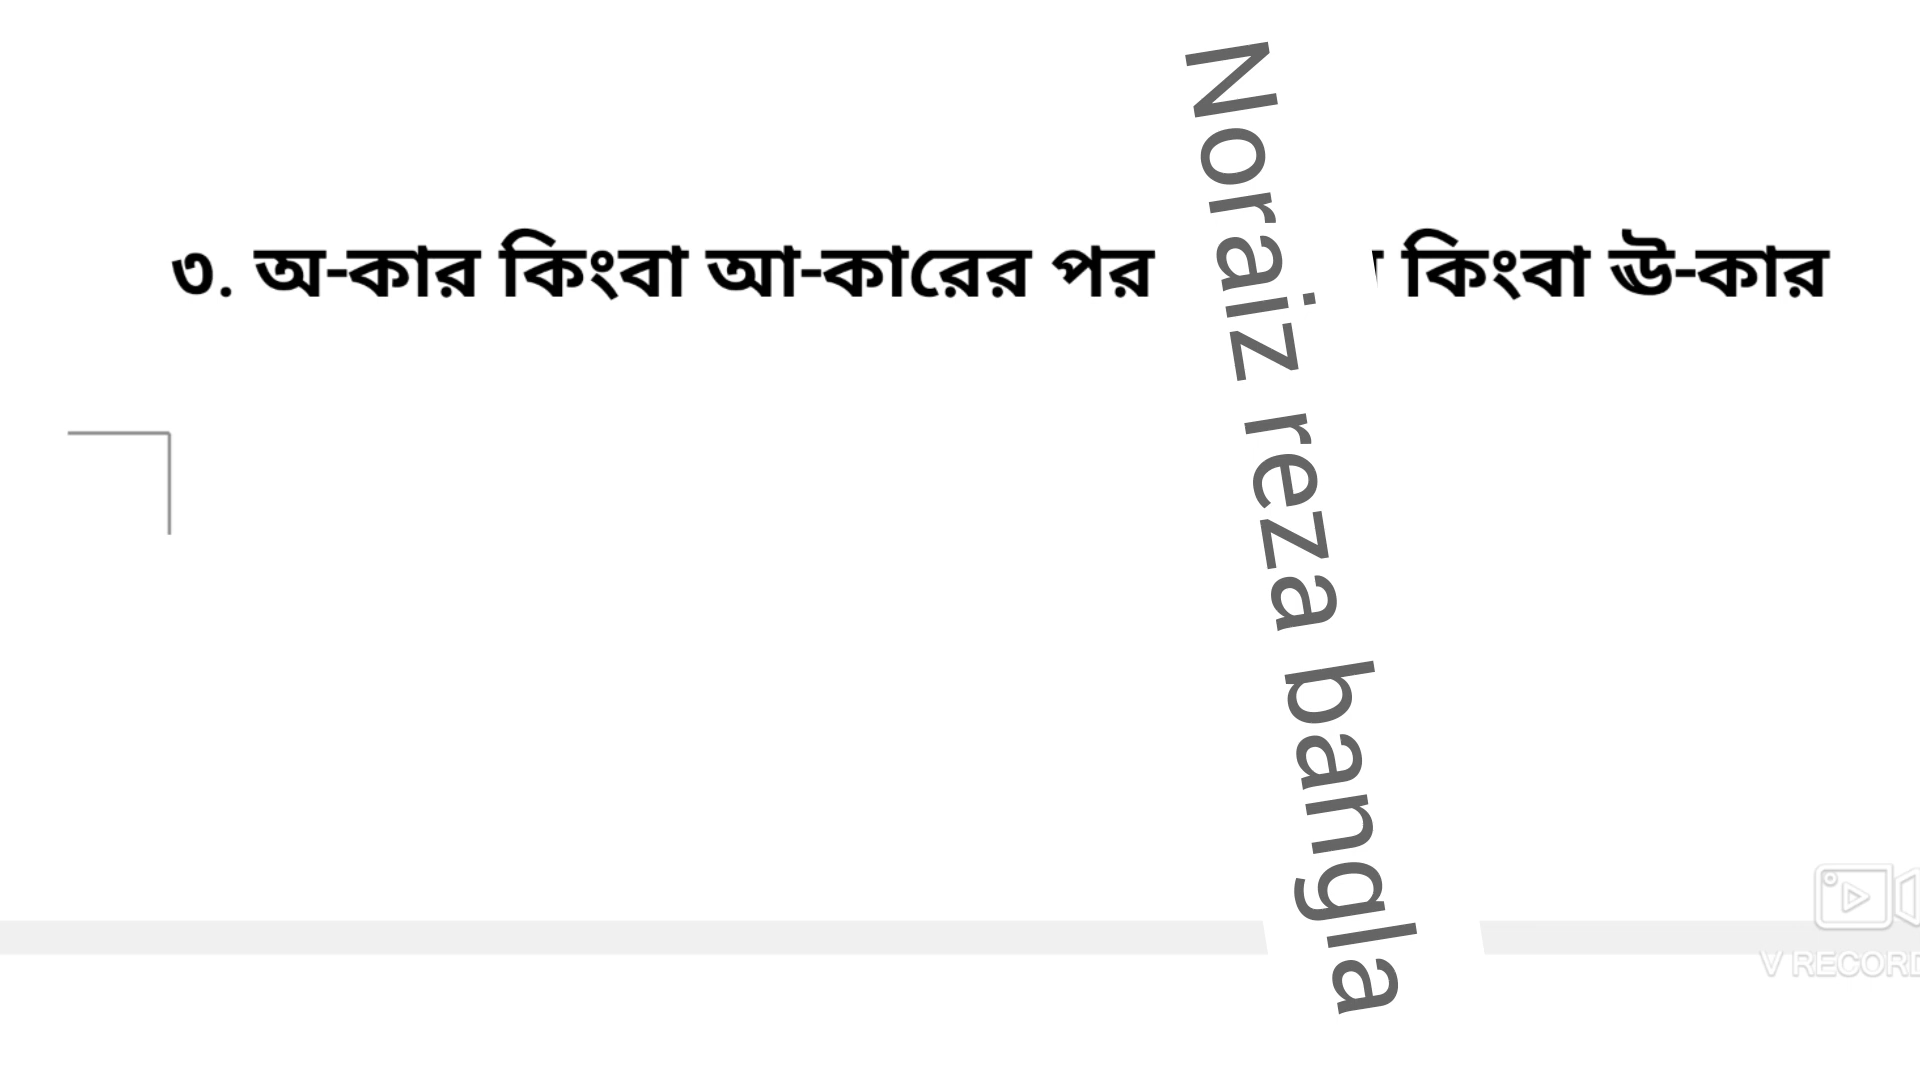 ৩. অ-কার কিংবা আ-কারের পর কিংবা ঊ-কার
Noraiz reza bangla
V RECORD